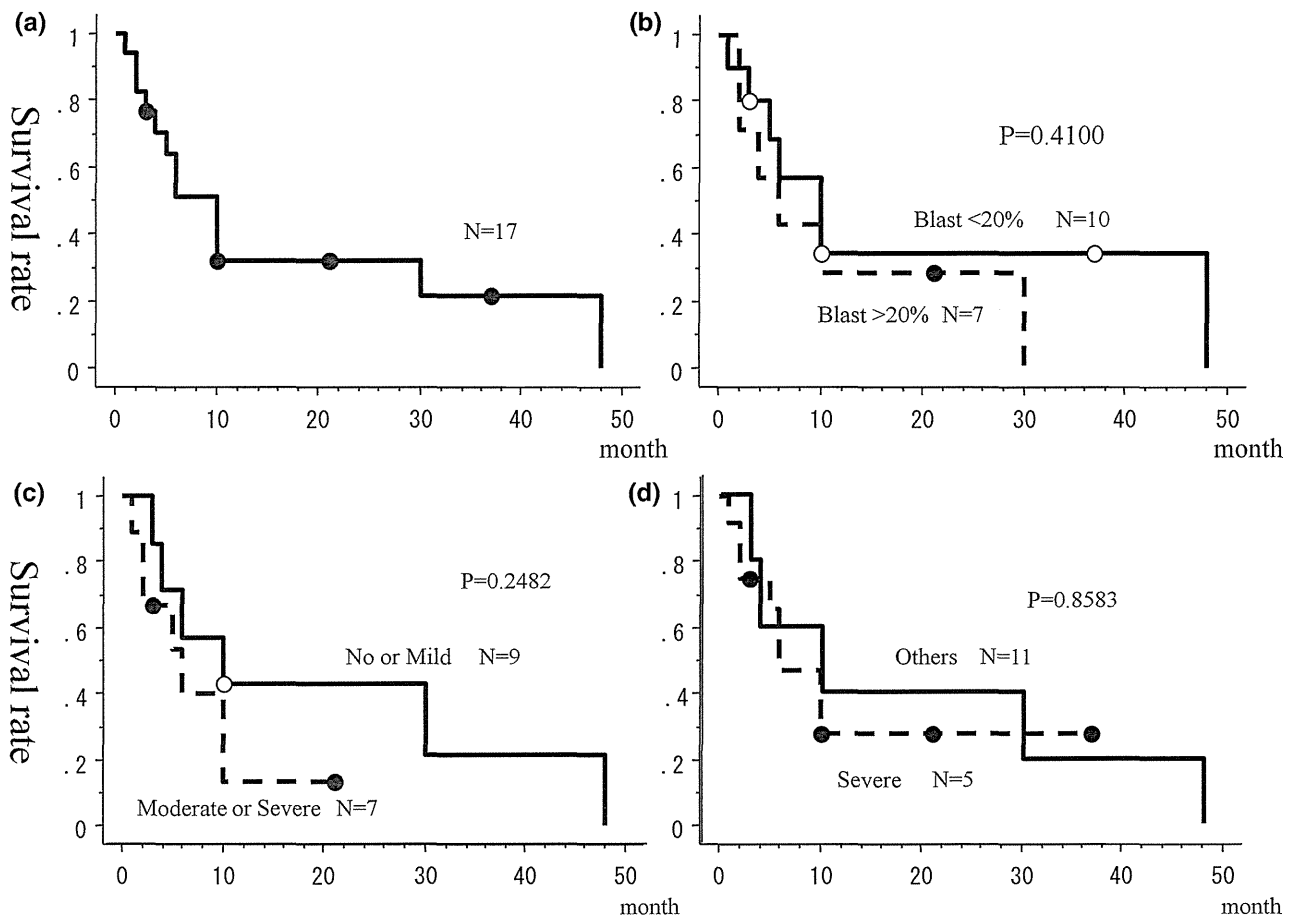 (a)
Survival rate
1
. 8
. 6
. 4
. 2
0
N=17
0 10 20 30 40 50
month
(b)
1
. 8
. 6
. 4
. 2
0
P=0.4100
Blast <20% N=10
Blast >20% N=7
0 10 20 30 40 50
month
(c)
Survival rate
1
. 8
. 6
. 4
. 2
0
P=0.2482
No or Mild N=9
Moderate or Severe N=7
0 10 20 30 40 50
month
(d)
1
. 8
. 6
. 4
. 2
0
P=0.8583
Others N=11
Severe N=5
0 10 20 30 40 50
month